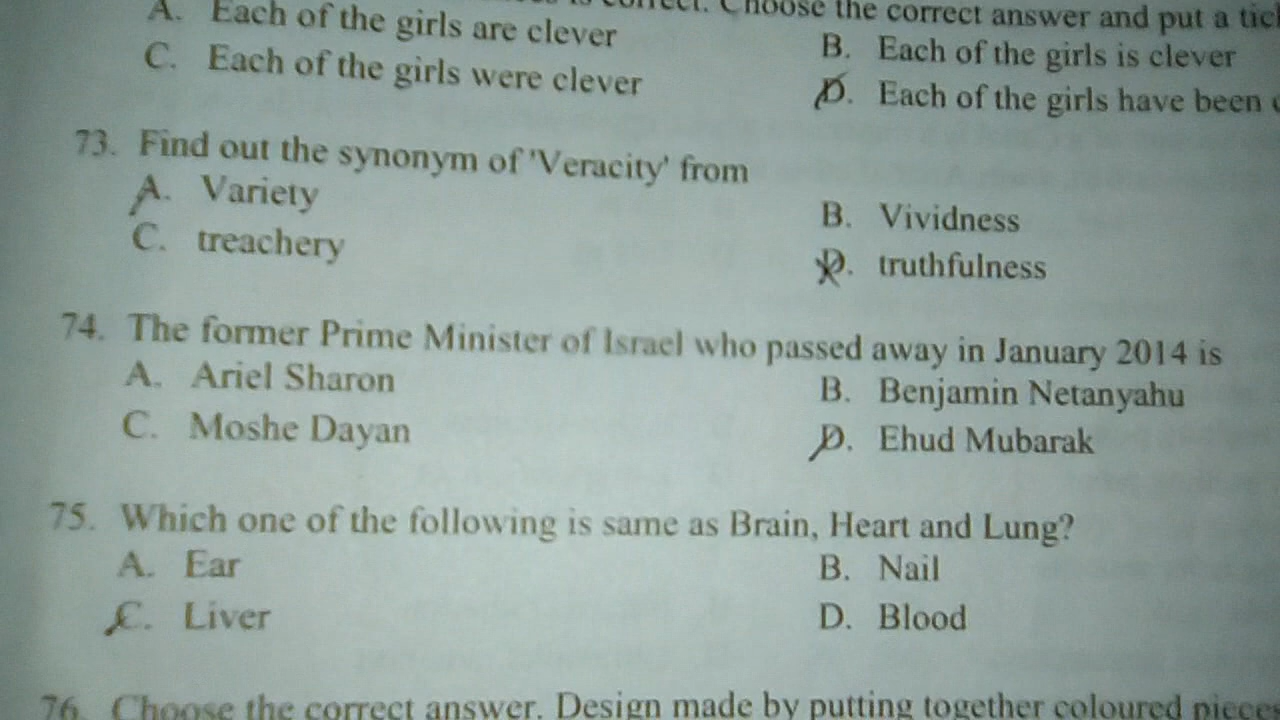 correct. Choose the correct answer and put a
A. Each of the girls are clever
B. Each of the girls is clever
C. Each of the girls were clever
D. Each of the girls have been
73. Find out the synonym of 'Veracity' from
A. Variety
B. Vividness
C. treachery
D. truthfulness
74. The former Prime Minister of Israel who passed away in January 2014 is
A. Ariel Sharon
B. Benjamin Netanyahu
C. Moshe Dayan
D. Ehud Mubarak
75. Which one of the following is same as Brain, Heart and Lung?
A. Ear
B. Nail
C. Liver
D. Blood
76. Choose the correct answer. Design made by putting together coloured pieces